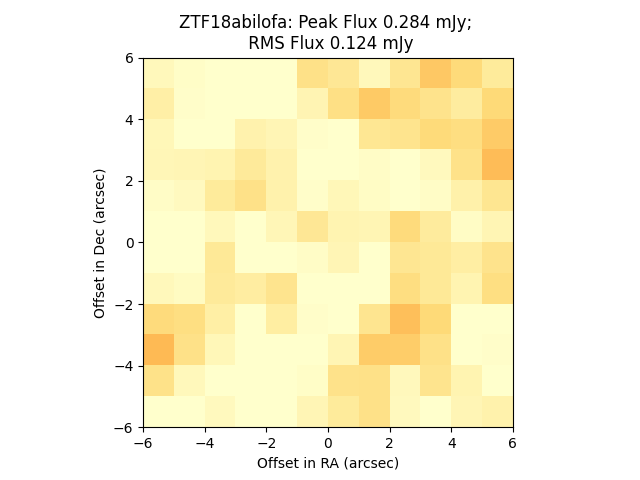 ZTF18abilofa: Peak Flux 0.284 mJy;
RMS Flux 0.124 mJy
6
4
2
0
−2
−4
−6
Offset in Dec (arcsec)
−6 −4 −2 0 2 4 6
Offset in RA (arcsec)